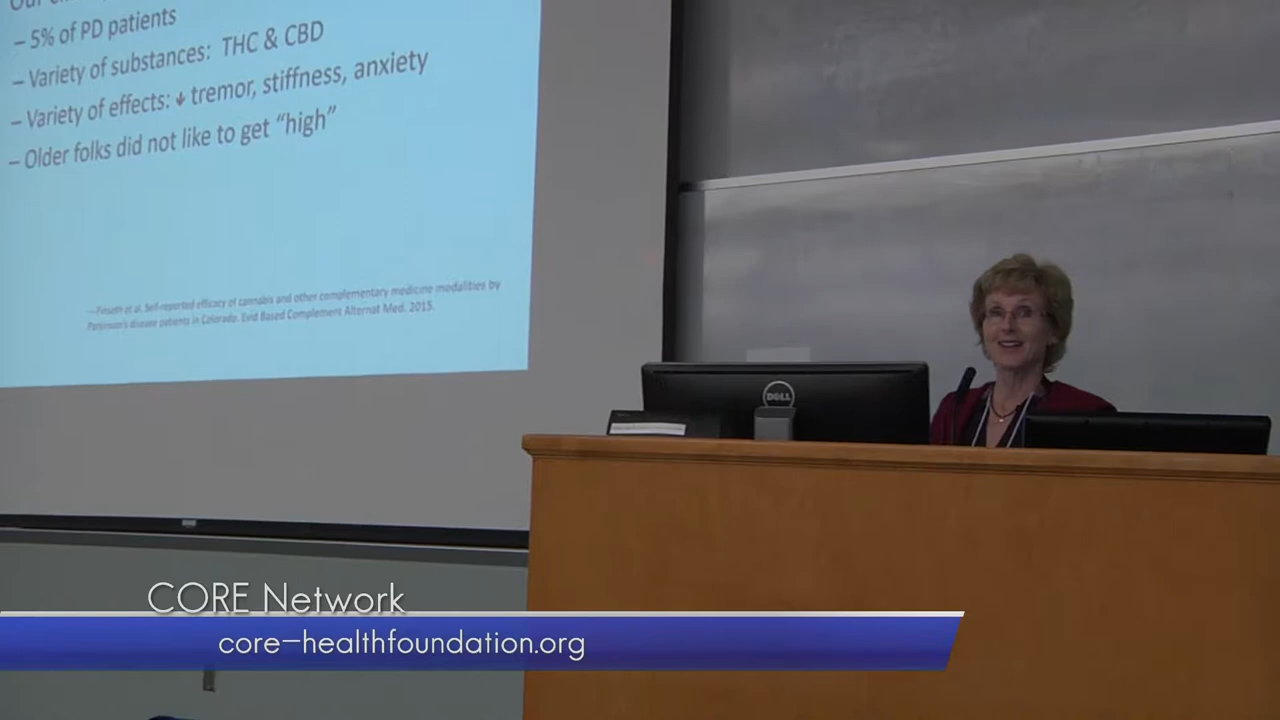 – 5% of PD patients
– Variety of substances: THC & CBD
– Variety of effects: ↓ tremor, stiffness, anxiety
– Older folks did not like to get “high”
et al. Self-reported efficacy of cannabis and other complementary medicine modalities by
Parkinson's disease patients in Colorado. Evid Based Complement Alternat Med. 2015.
DELL
CORE Network
core-healthfoundation.org